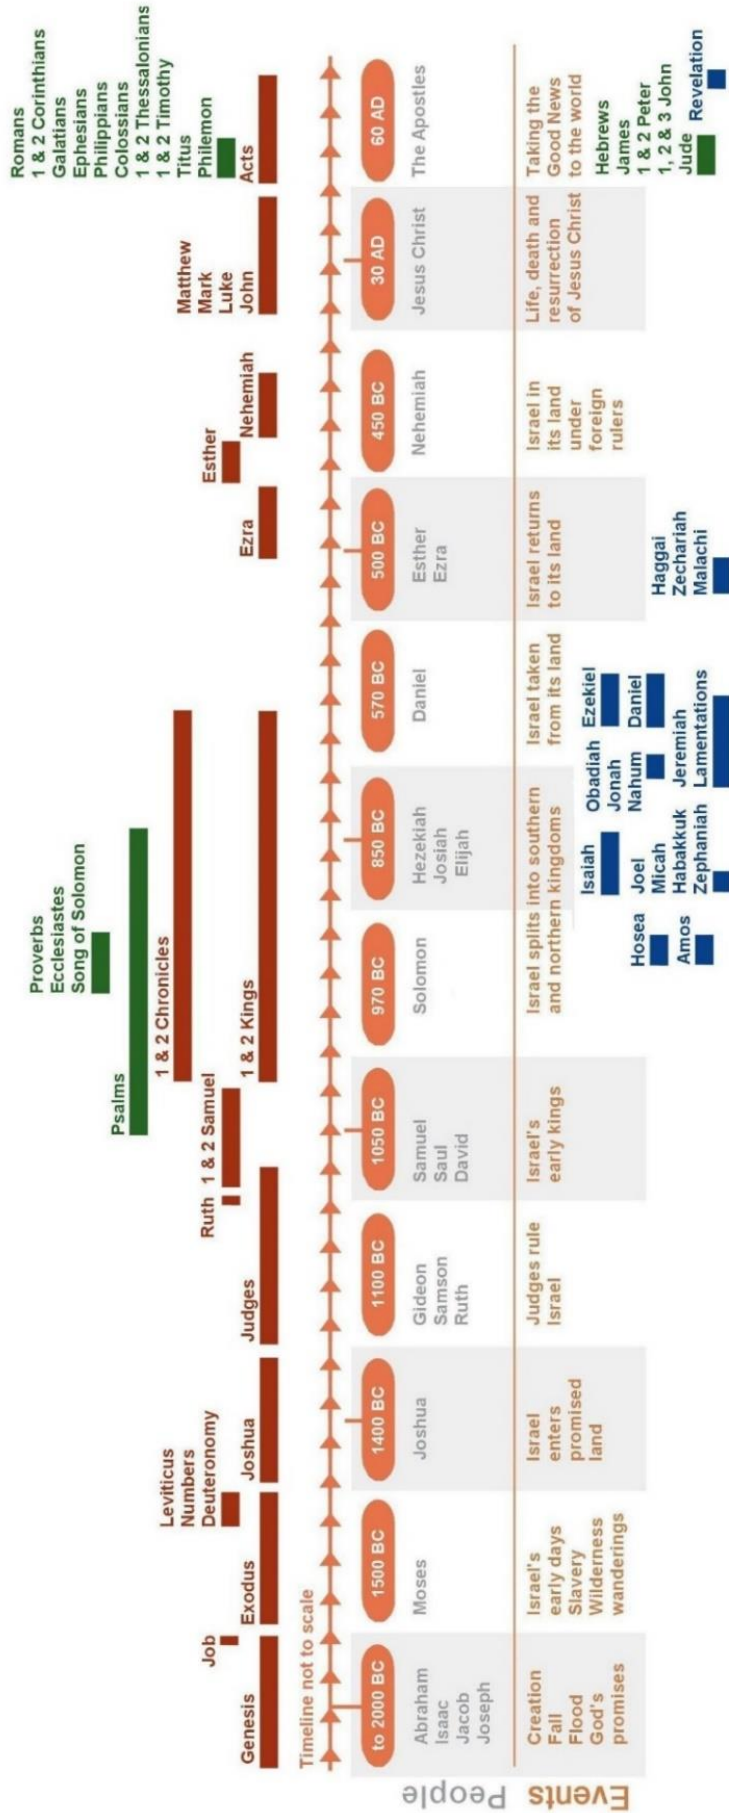 Proverbs
Ecclesiastes
Song of Solomon
Psalms
1 & 2 Chronicles
Romans
1 & 2 Corinthians
Galatians
Ephesians
Philippians
Colossians
1 & 2 Thessalonians
1 & 2 Timothy
Titus
Philemon
Leviticus
Numbers
Deuteronomy
Matthew
Mark
Luke
John
Job
Ruth
1 & 2 Samuel
Esther
Genesis
Exodus
Joshua
Judges
1 & 2 Kings
Ezra
Nehemiah
Acts
Timeline not to scale
to 2000 BC
1500 BC
1400 BC
1100 BC
1050 BC
970 BC
850 BC
570 BC
500 BC
450 BC
30 AD
60 AD
People
Abraham
Isaac
Jacob
Joseph
Moses
Joshua
Gideon
Samson
Ruth
Samuel
Saul
David
Solomon
Hezekiah
Josiah
Elijah
Daniel
Esther
Ezra
Nehemiah
Jesus Christ
The Apostles
Events
Creation
Fall
Flood
God's
promises
Israel's
early days
Slavery
Wilderness
wanderings
Israel
enters
promised
land
Judges rule
Israel
Israel's
early kings
Israel splits into southern
and northern kingdoms
Israel taken
from its land
Israel returns
to its land
Israel in
its land
under
foreign
rulers
Life, death and
resurrection
of Jesus Christ
Taking the
Good News
to the world
Hosea
Amos
Isaiah
Joel
Micah
Habakkuk
Zephaniah
Obadiah
Jonah
Nahum
Jeremiah
Lamentations
Ezekiel
Daniel
Haggai
Zechariah
Malachi
Hebrews
James
1 & 2 Peter
1, 2 & 3 John
Jude
Revelation